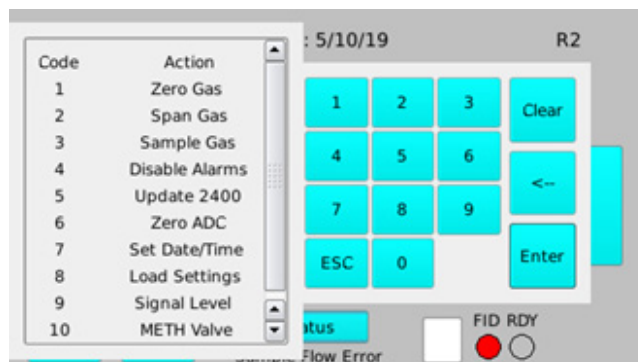 : 5/10/19 R2
Code Action
1 Zero Gas
2 Span Gas
3 Sample Gas
4 Disable Alarms
5 Update 2400
6 Zero ADC
7 Set Date/Time
8 Load Settings
9 Signal Level
10 METH Valve
1 2 3 Clear
4 5 6
<--
7 8 9
ESC 0 Enter
atus
FID RDY
Sample Flow Error